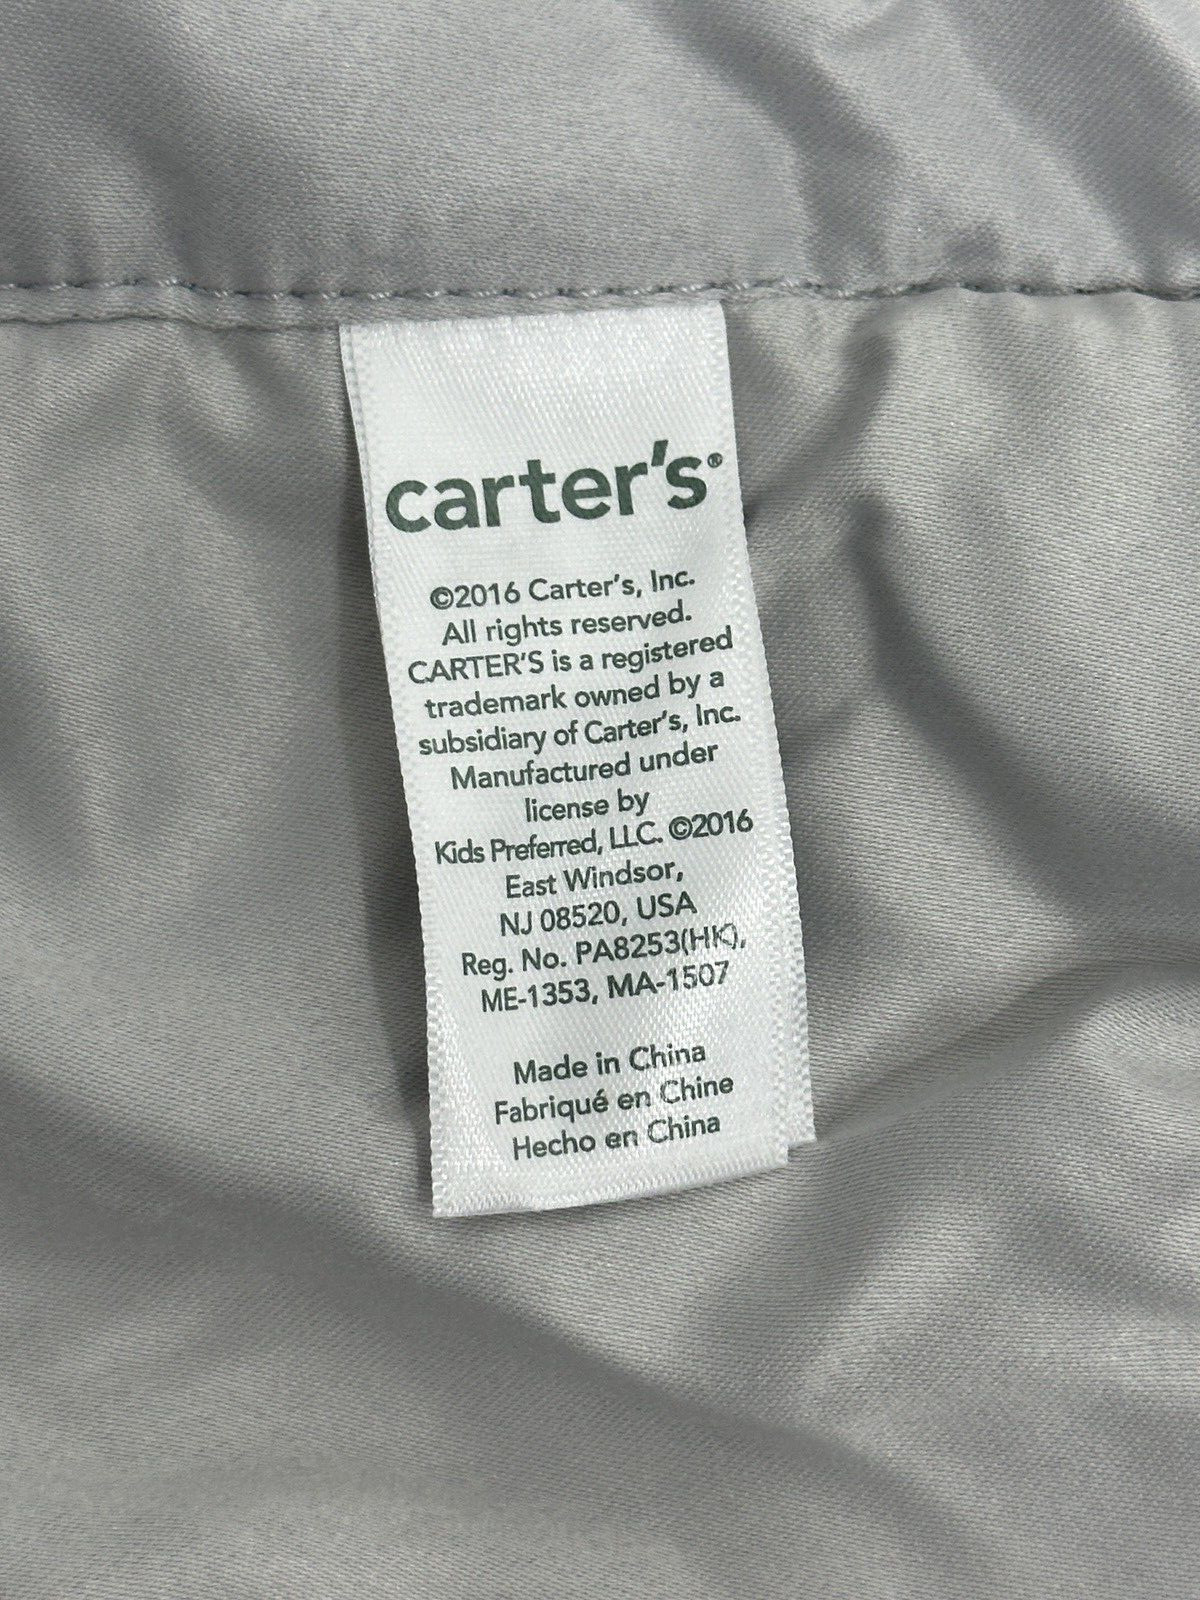 carter's®
©2016 Carter's, Inc.
All rights reserved.
CARTER'S is a registered
trademark owned by a
subsidiary of Carter's, Inc.
Manufactured under
license by
Kids Preferred, LLC. ©2016
East Windsor,
NJ 08520, USA
Reg. No. PA8253(HK),
ME-1353, MA-1507
Made in China
Fabriqué en Chine
Hecho en China